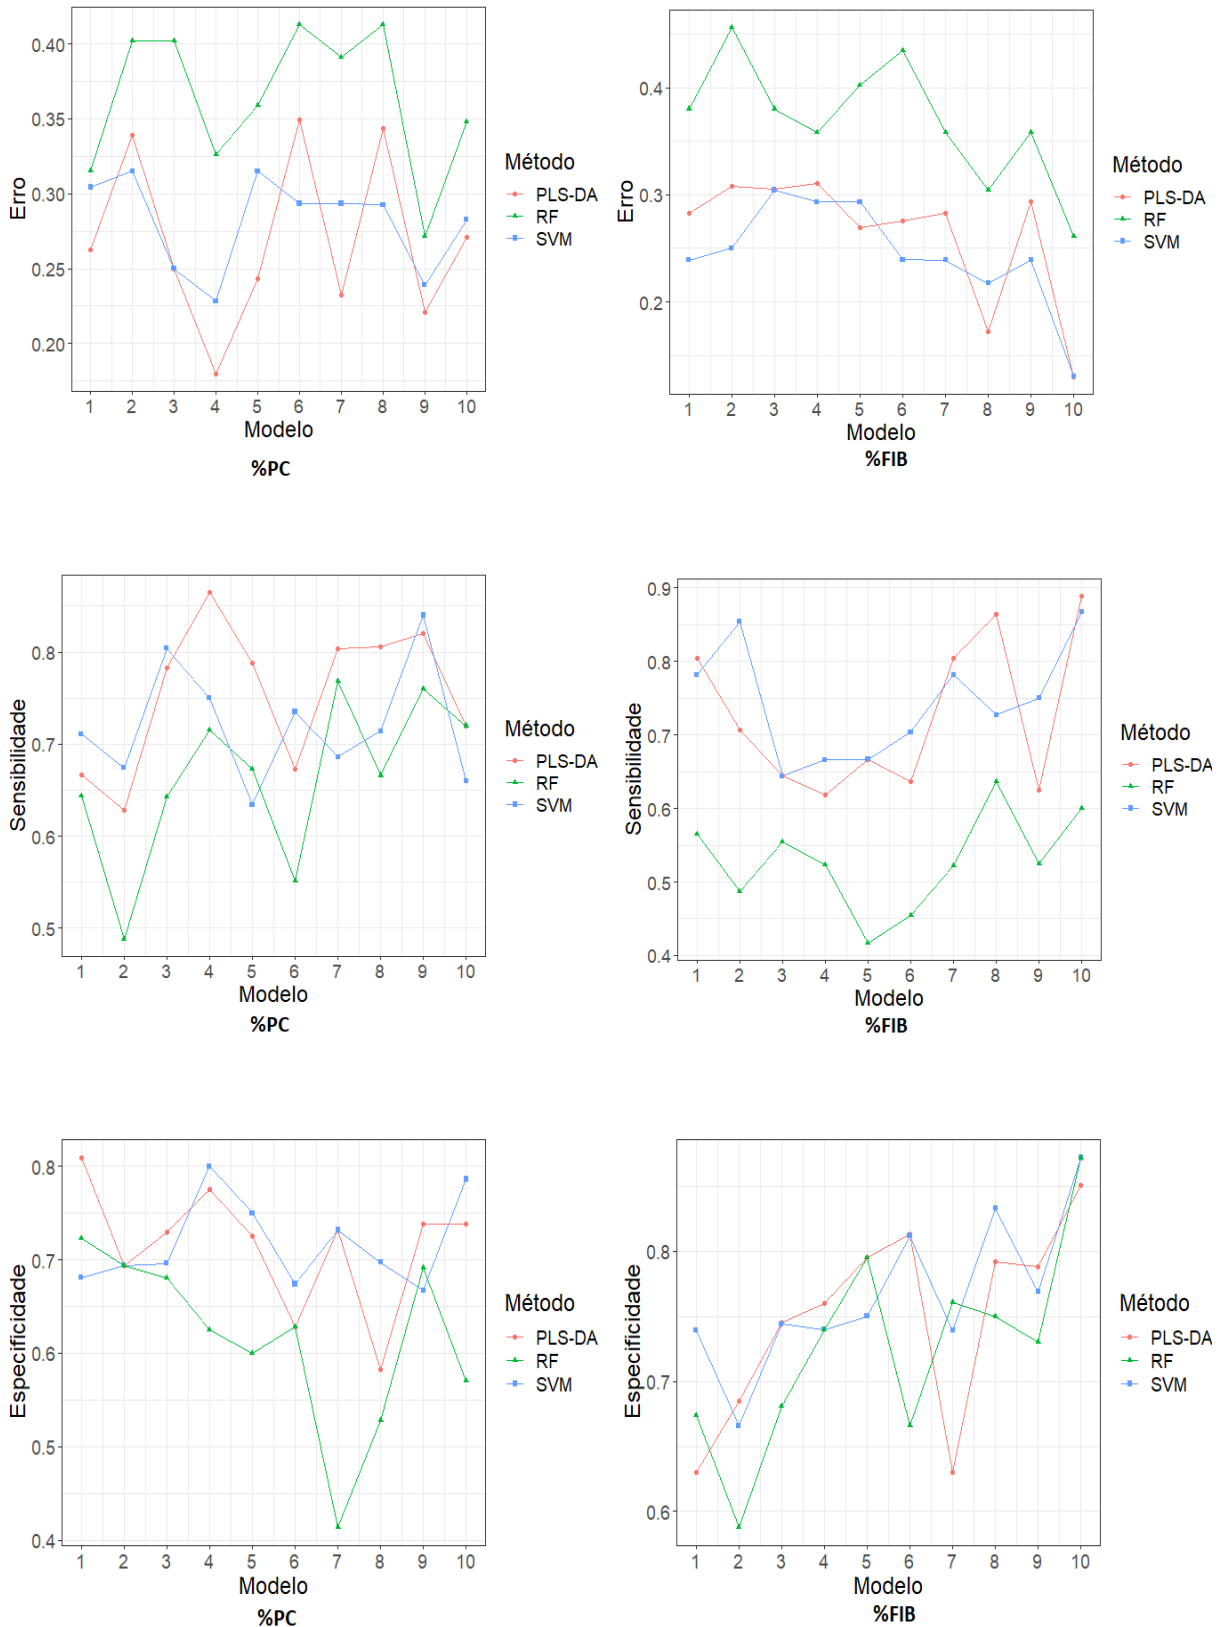 0.40
0.35
0.30
0.25
0.20
Erro
1 2 3 4 5 6 7 8 9 10
Modelo
%PC
Método
PLS-DA
RF
SVM
0.4
0.3
0.2
Erro
1 2 3 4 5 6 7 8 9 10
Modelo
%FIB
Método
PLS-DA
RF
SVM
0.8
0.7
0.6
0.5
Sensibilidade
1 2 3 4 5 6 7 8 9 10
Modelo
%PC
Método
PLS-DA
RF
SVM
0.9
0.8
0.7
0.6
0.5
0.4
Sensibilidade
1 2 3 4 5 6 7 8 9 10
Modelo
%FIB
Método
PLS-DA
RF
SVM
0.8
0.7
0.6
0.5
0.4
Especificidade
1 2 3 4 5 6 7 8 9 10
Modelo
%PC
Método
PLS-DA
RF
SVM
0.8
0.7
0.6
Especificidade
1 2 3 4 5 6 7 8 9 10
Modelo
%FIB
Método
PLS-DA
RF
SVM